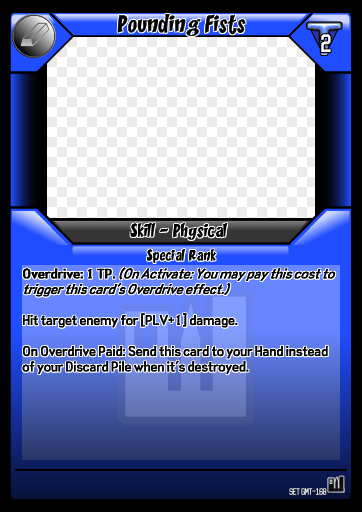 Pounding Fists
2
Skill - Physical
Special Rank
Overdrive: 1 TP. (On Activate: You may pay this cost to
trigger this card's Overdrive effect.)
Hit target enemy for [PLV+1] damage.
On Overdrive Paid: Send this card to your Hand instead
of your Discard Pile when it's destroyed.
SET GMT-168